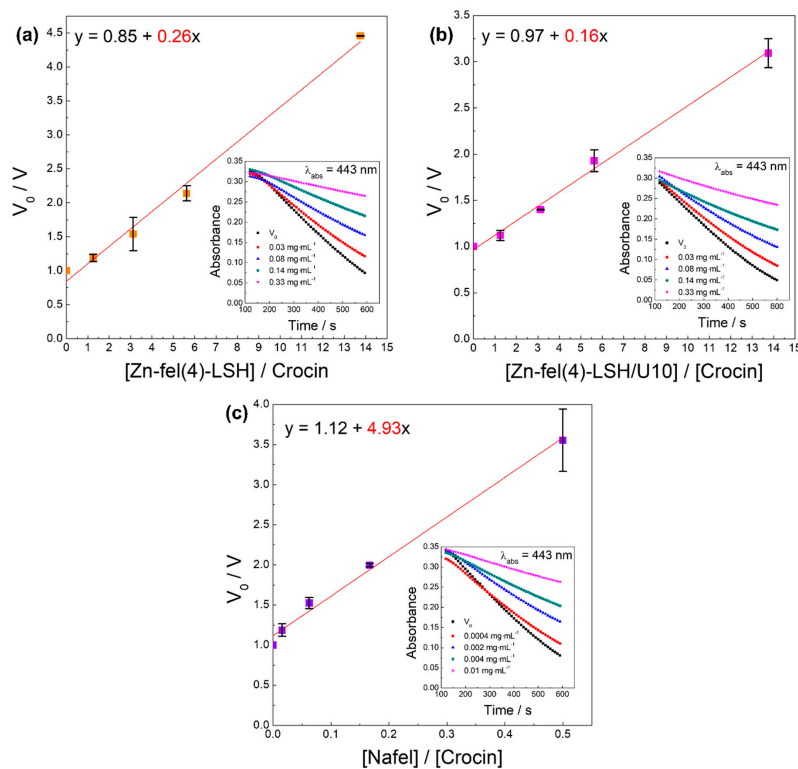 (a)
y = 0.85 + 0.26x
V0 / V
4.5
4.0
3.5
3.0
2.5
2.0
1.5
1.0
0.5
0.0
0 1 2 3 4 5 6 7 8 9 10 11 12 13 14 15
[Zn-fel(4)-LSH] / Crocin
λabs = 443 nm
Absorbance
0.35
0.30
0.25
0.20
0.15
0.10
0.05
0.00
V0
0.03 mg·mL-1
0.08 mg·mL-1
0.14 mg·mL-1
0.33 mg·mL-1
100 200 300 400 500 600
Time / s
(b)
y = 0.97 + 0.16x
V0 / V
3.5
3.0
2.5
2.0
1.5
1.0
0.5
0.0
0 1 2 3 4 5 6 7 8 9 10 11 12 13 14 15
[Zn-fel(4)-LSH/U10] / [Crocin]
λabs = 443 nm
Absorbance
0.35
0.30
0.25
0.20
0.15
0.10
0.05
0.00
V0
0.03 mg·mL-1
0.08 mg·mL-1
0.14 mg·mL-1
0.33 mg·mL-1
100 200 300 400 500 600
Time / s
(c)
y = 1.12 + 4.93x
V0 / V
4.0
3.5
3.0
2.5
2.0
1.5
1.0
0.5
0.0
0.0 0.1 0.2 0.3 0.4 0.5
[Nafel] / [Crocin]
λabs = 443 nm
Absorbance
0.35
0.30
0.25
0.20
0.15
0.10
0.05
0.00
Vo
0.0004 mg·mL-1
0.002 mg·mL-1
0.004 mg·mL-1
0.01 mg·mL-1
100 200 300 400 500 600
Time / s